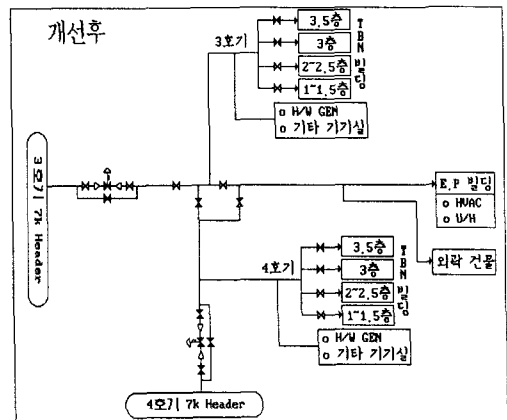 개선후
3호기
3.5층
3층
2~2.5층
1~1.5층
TBN 빌딩
o H/W GEN
o 기타 기기실
3호기 7k Header
E.P 빌딩
o HVAC
o U/H
외곽 건물
4호기
3.5층
3층
2~2.5층
1~1.5층
TBN 빌딩
o H/W GEN
o 기타 기기실
4호기 7k Header